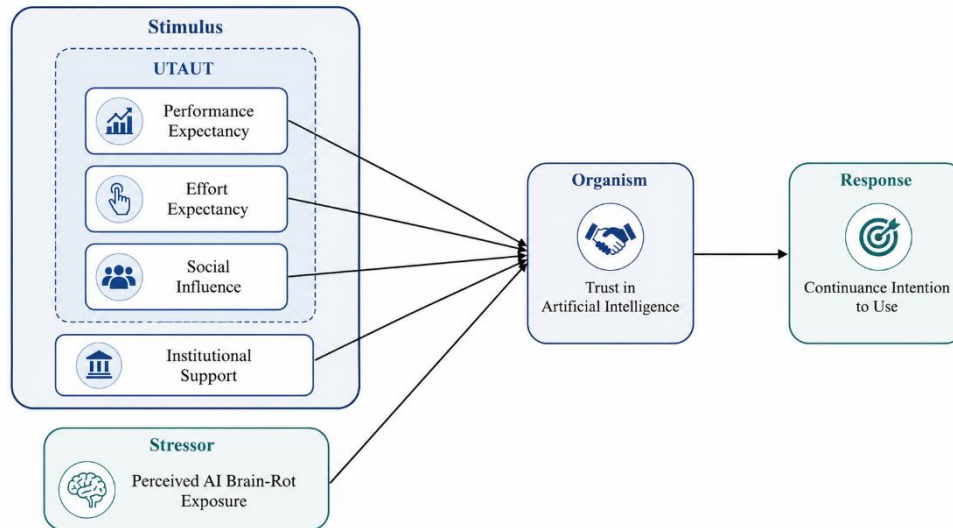 Stimulus
UTAUT
Performance
Expectancy
Effort
Expectancy
Social
Influence
Institutional
Support
Stressor
Perceived AI Brain-Rot
Exposure
Organism
Trust in
Artificial Intelligence
Response
Continuance Intention
to Use